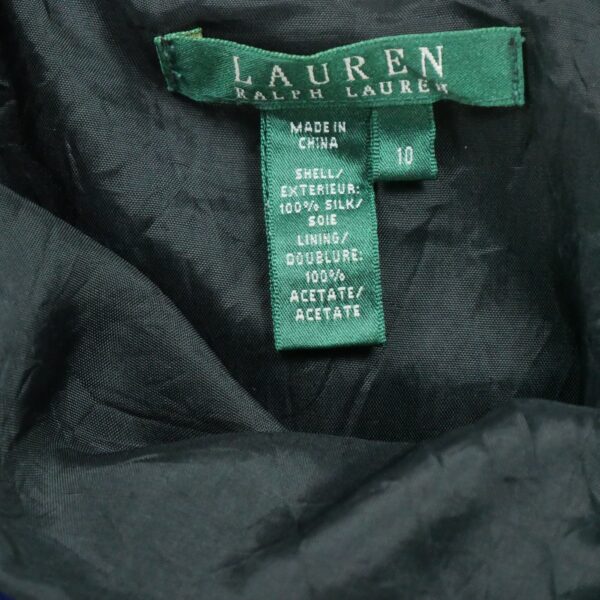 LAUREN
RALPH LAUREN
MADE IN
CHINA
SHELL/
EXTERIEUR:
100% SILK/
SOIE
LINING/
DOUBLURE:
100%
ACETATE/
ACETATE
10